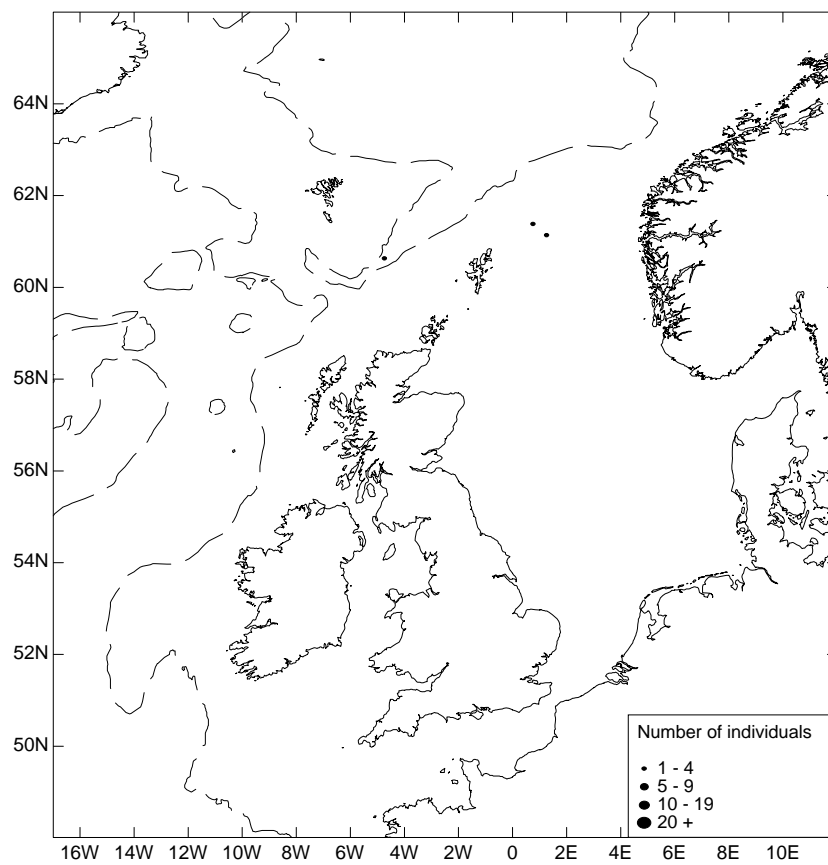 64N
62N
60N
58N
56N
54N
52N
50N
Number of individuals
1 - 4
5 - 9
10 - 19
20 +
16W 14W 12W 10W 8W 6W 4W 2W 0 2E 4E 6E 8E 10E